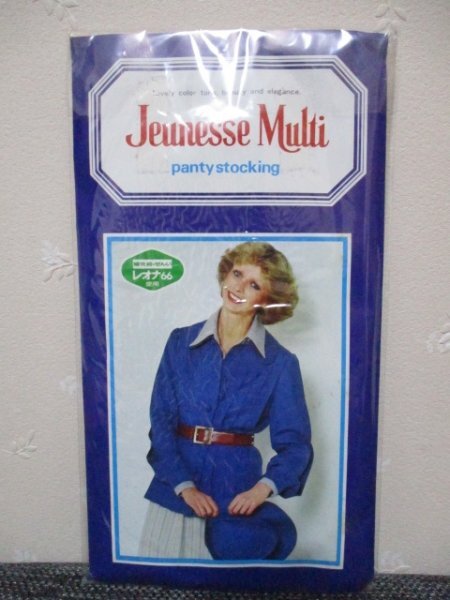 lovely color tone beauty and elegance.
Jeunesse Multi
panty stocking
レオナ66
使用